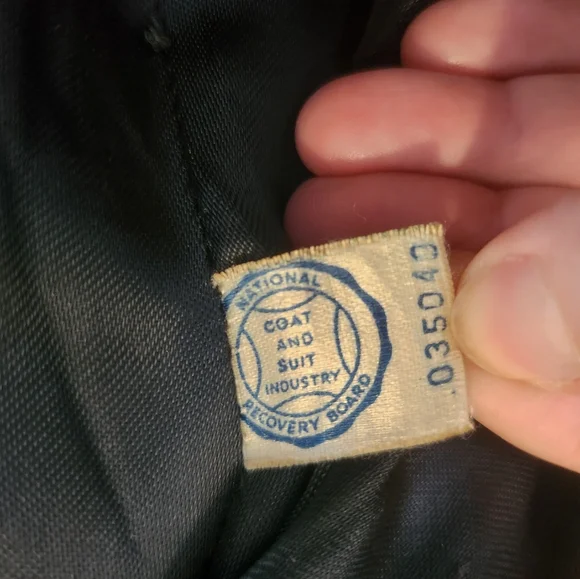 NATIONAL
COAT
AND
SUIT
INDUSTRY
RECOVERY BOARD
.035040